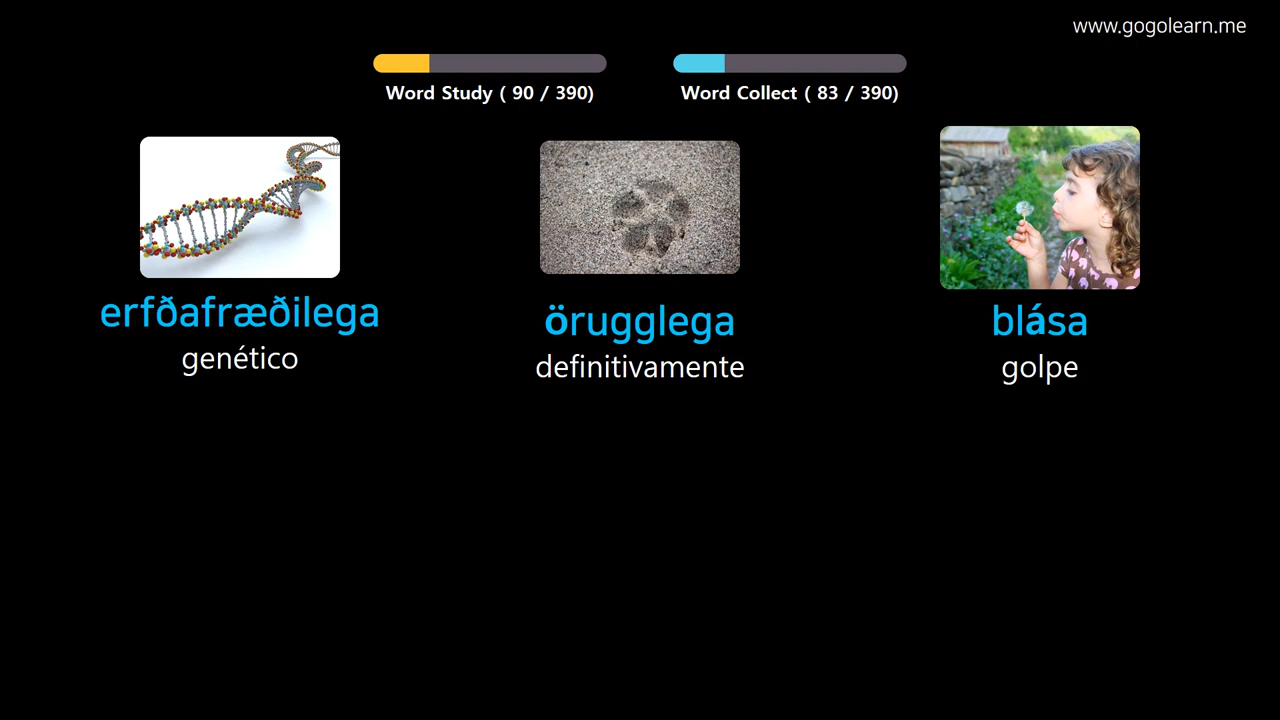 www.gogolearn.me
Word Study ( 90 / 390)
Word Collect ( 83 / 390)
erfðafræðilega
genético
örugglega
definitivamente
blása
golpe